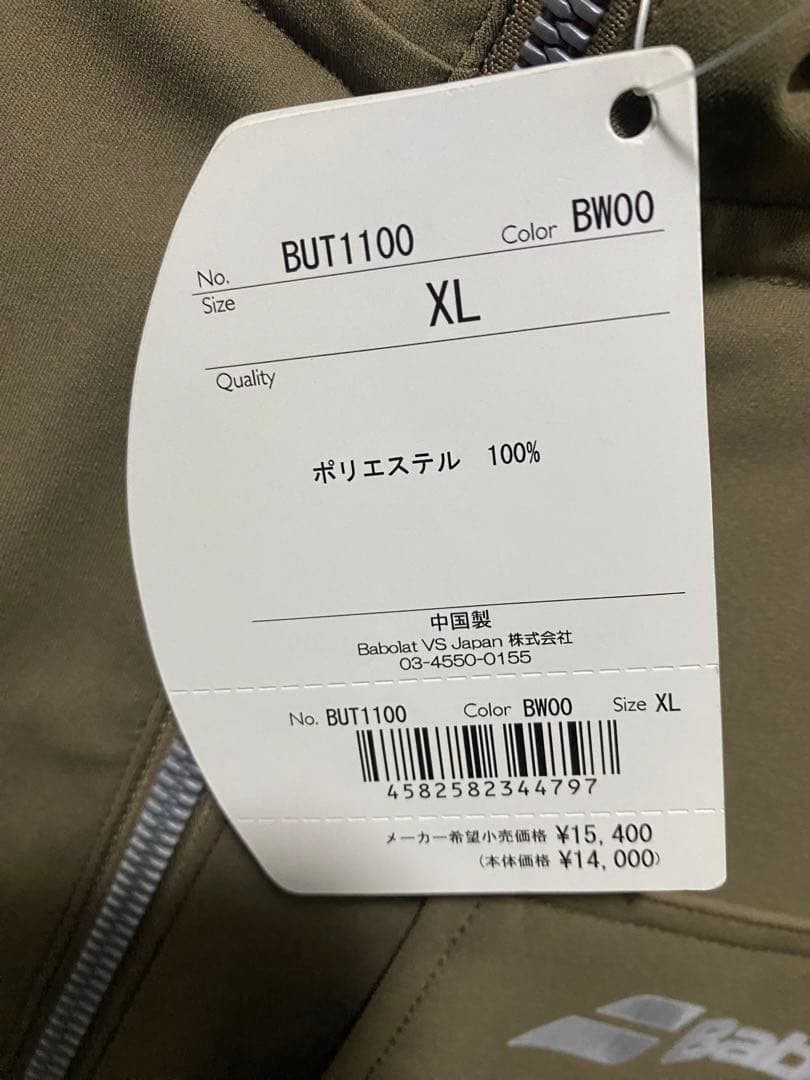 No. BUT1100 Color BW00
Size XL
Quality
ポリエステル 100%
中国製
Babolat VS Japan 株式会社
03-4550-0155
No. BUT1100 Color BW00 Size XL
4582582344797
メーカー希望小売価格 ¥15,400
(本体価格 ¥14,000)
Bab